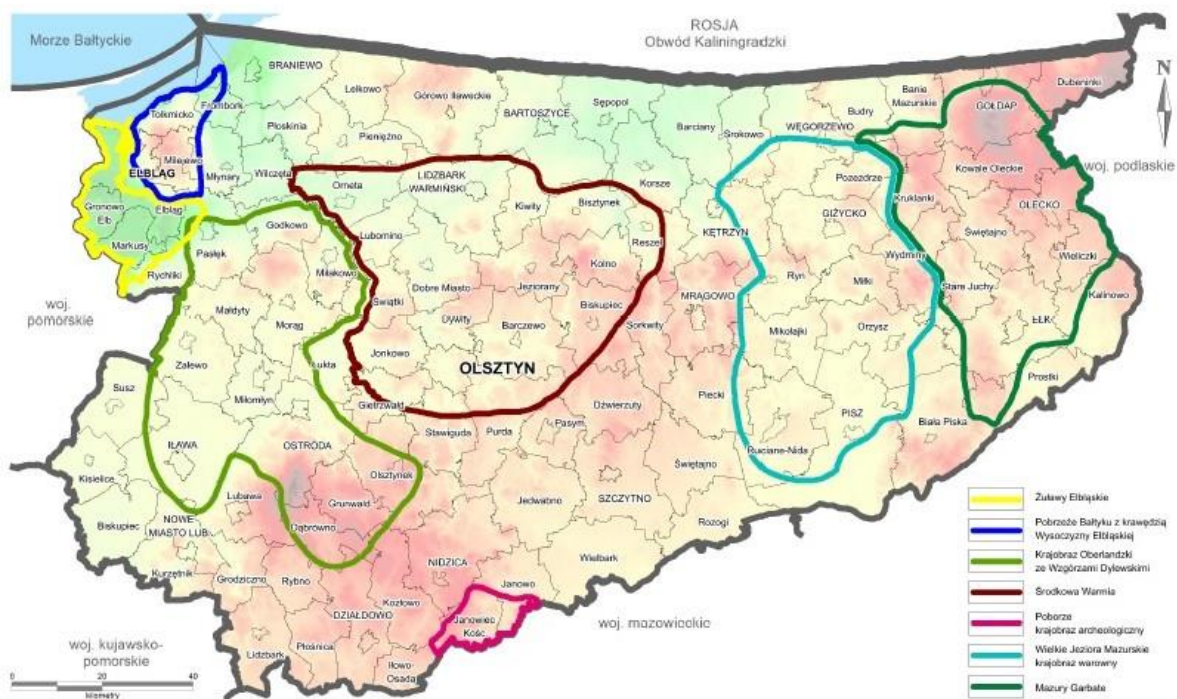 ROSJA
Obwód Kaliningradzki
Morze Bałtyckie
N
BRANIEWO
Lelkowo
Górowo Iławeckie
BARTOSZYCE
Sępopol
Barciany
Srokowo
WĘGORZEWO
Budry
Banie
Mazurskie
GOŁDAP
Dubeninki
Frombork
Tolkmicko
Płoskinia
Pieniężno
Milejewo
Młynary
Wilczęta
ELBLĄG
Orneta
LIDZBARK
WARMIŃSKI
Kiwity
Bisztynek
Korsze
Pozezdrze
Kruklanki
Kowale Oleckie
woj. podlaskie
Gronowo
Elb.
Elbląg
Markusy
Rychliki
Pasłęk
Godkowo
Miłakowo
Lubomino
Reszel
KĘTRZYN
GIŻYCKO
OLECKO
Świętajno
Wieliczki
Wydminy
Kolno
Dobre Miasto
Jeziorany
Świątki
Biskupiec
Sorkwity
MRĄGOWO
Ryn
Miłki
Stare Juchy
Kalinowo
woj.
pomorskie
Małdyty
Morąg
Dywity
Barczewo
Jonkowo
Mikołajki
Orzysz
EŁK
OLSZTYN
Zalewo
Łukta
Susz
Miłomłyn
Gietrzwałd
Dźwierzuty
Piecki
PISZ
Prostki
Biała Piska
Stawiguda
Purda
Pasym
IŁAWA
OSTRÓDA
Ruciane-Nida
Świętajno
Kisielice
Olsztynek
Lubawa
Grunwald
Jedwabno
SZCZYTNO
Biskupiec
NOWE
MIASTO LUB.
Dąbrówno
Rozogi
Wielbark
Kurzętnik
Grodziczno
Rybno
NIDZICA
Janowo
Kozłowo
DZIAŁDOWO
Janowiec
Kośc.
woj. mazowieckie
woj. kujawsko-
pomorskie
Lidzbark
Płośnica
Iłowo-
Osada
0 20 40
kilometry
Żuławy Elbląskie
Pobrzeże Bałtyku z krawędzią
Wysoczyzny Elbląskiej
Krajobraz Oberlandzki
ze Wzgórzami Dylewskimi
Środkowa Warmia
Poborze
krajobraz archeologiczny
Wielkie Jeziora Mazurskie
krajobraz warowny
Mazury Garbate